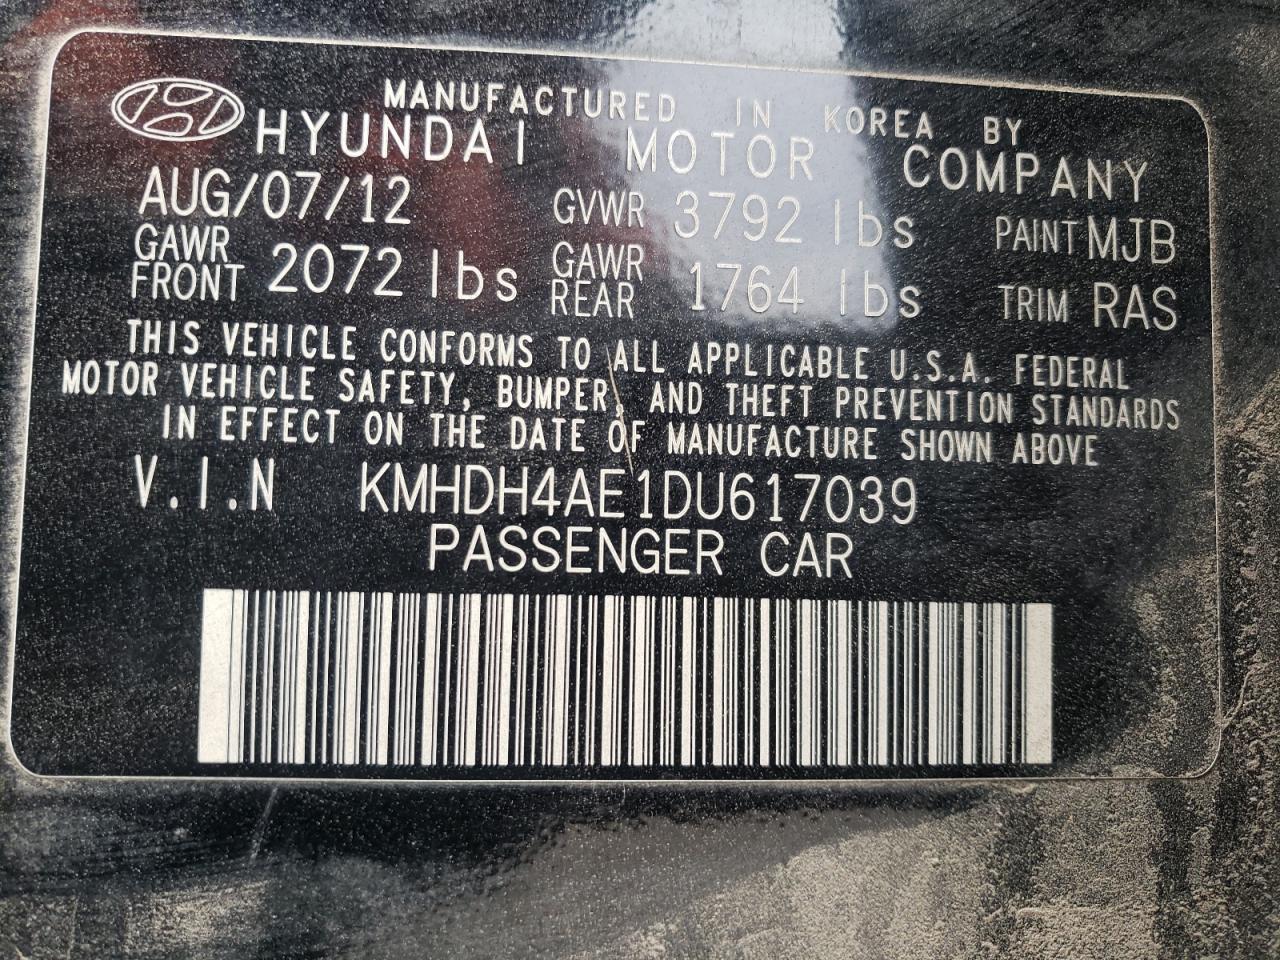 MANUFACTURED IN KOREA BY
HYUNDAI MOTOR COMPANY
AUG/07/12 GVWR 3792 lbs PAINT MJB
GAWR FRONT 2072 lbs GAWR REAR 1764 lbs TRIM RAS
THIS VEHICLE CONFORMS TO ALL APPLICABLE U.S.A. FEDERAL
MOTOR VEHICLE SAFETY, BUMPER, AND THEFT PREVENTION STANDARDS
IN EFFECT ON THE DATE OF MANUFACTURE SHOWN ABOVE
V.I.N KMHDH4AE1DU617039
PASSENGER CAR